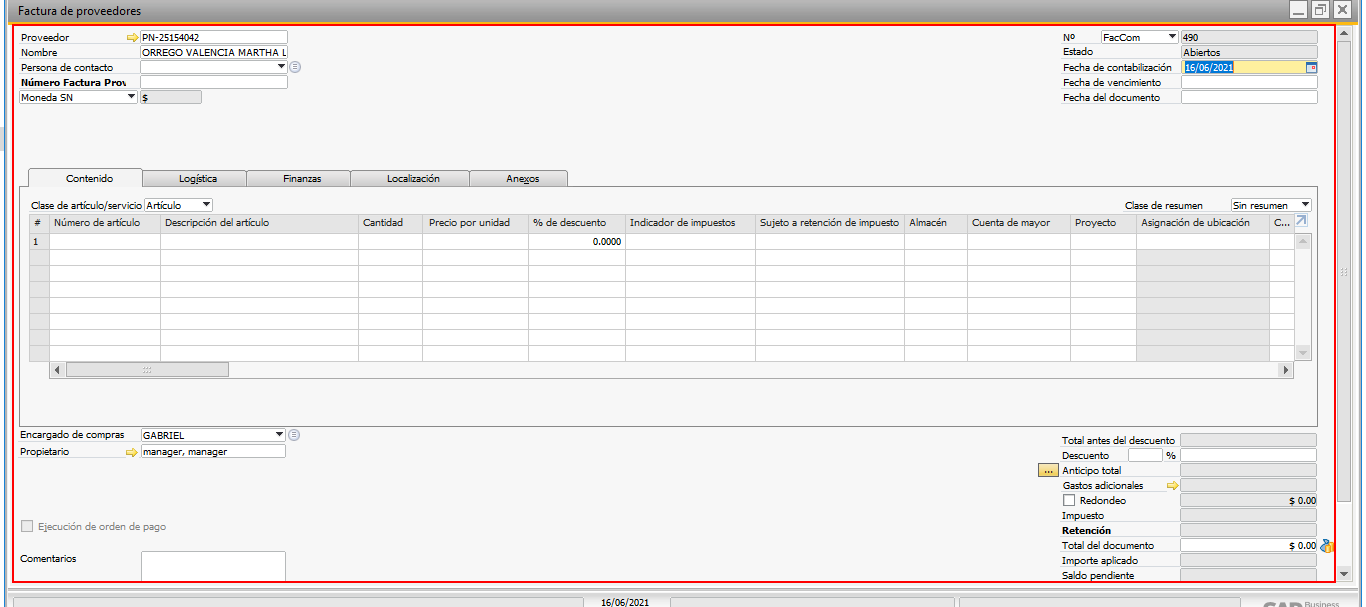 Factura de proveedores
Proveedor PN-25154042
Nombre ORREGO VALENCIA MARTHA L
Persona de contacto
Número Factura Prov
Moneda SN $
Nº FacCom 490
Estado Abiertos
Fecha de contabilización 16/06/2021
Fecha de vencimiento
Fecha del documento
Contenido Logística Finanzas Localización Anexos
Clase de artículo/servicio Artículo Clase de resumen Sin resumen
# Número de artículo Descripción del artículo Cantidad Precio por unidad % de descuento Indicador de impuestos Sujeto a retención de impuesto Almacén Cuenta de mayor Proyecto Asignación de ubicación C...
1 0.0000
Encargado de compras GABRIEL
Propietario manager, manager
Ejecución de orden de pago
Comentarios
Total antes del descuento
Descuento %
... Anticipo total
Gastos adicionales
Redondeo $ 0.00
Impuesto
Retención
Total del documento $ 0.00
Importe aplicado
Saldo pendiente
16/06/2021
Business